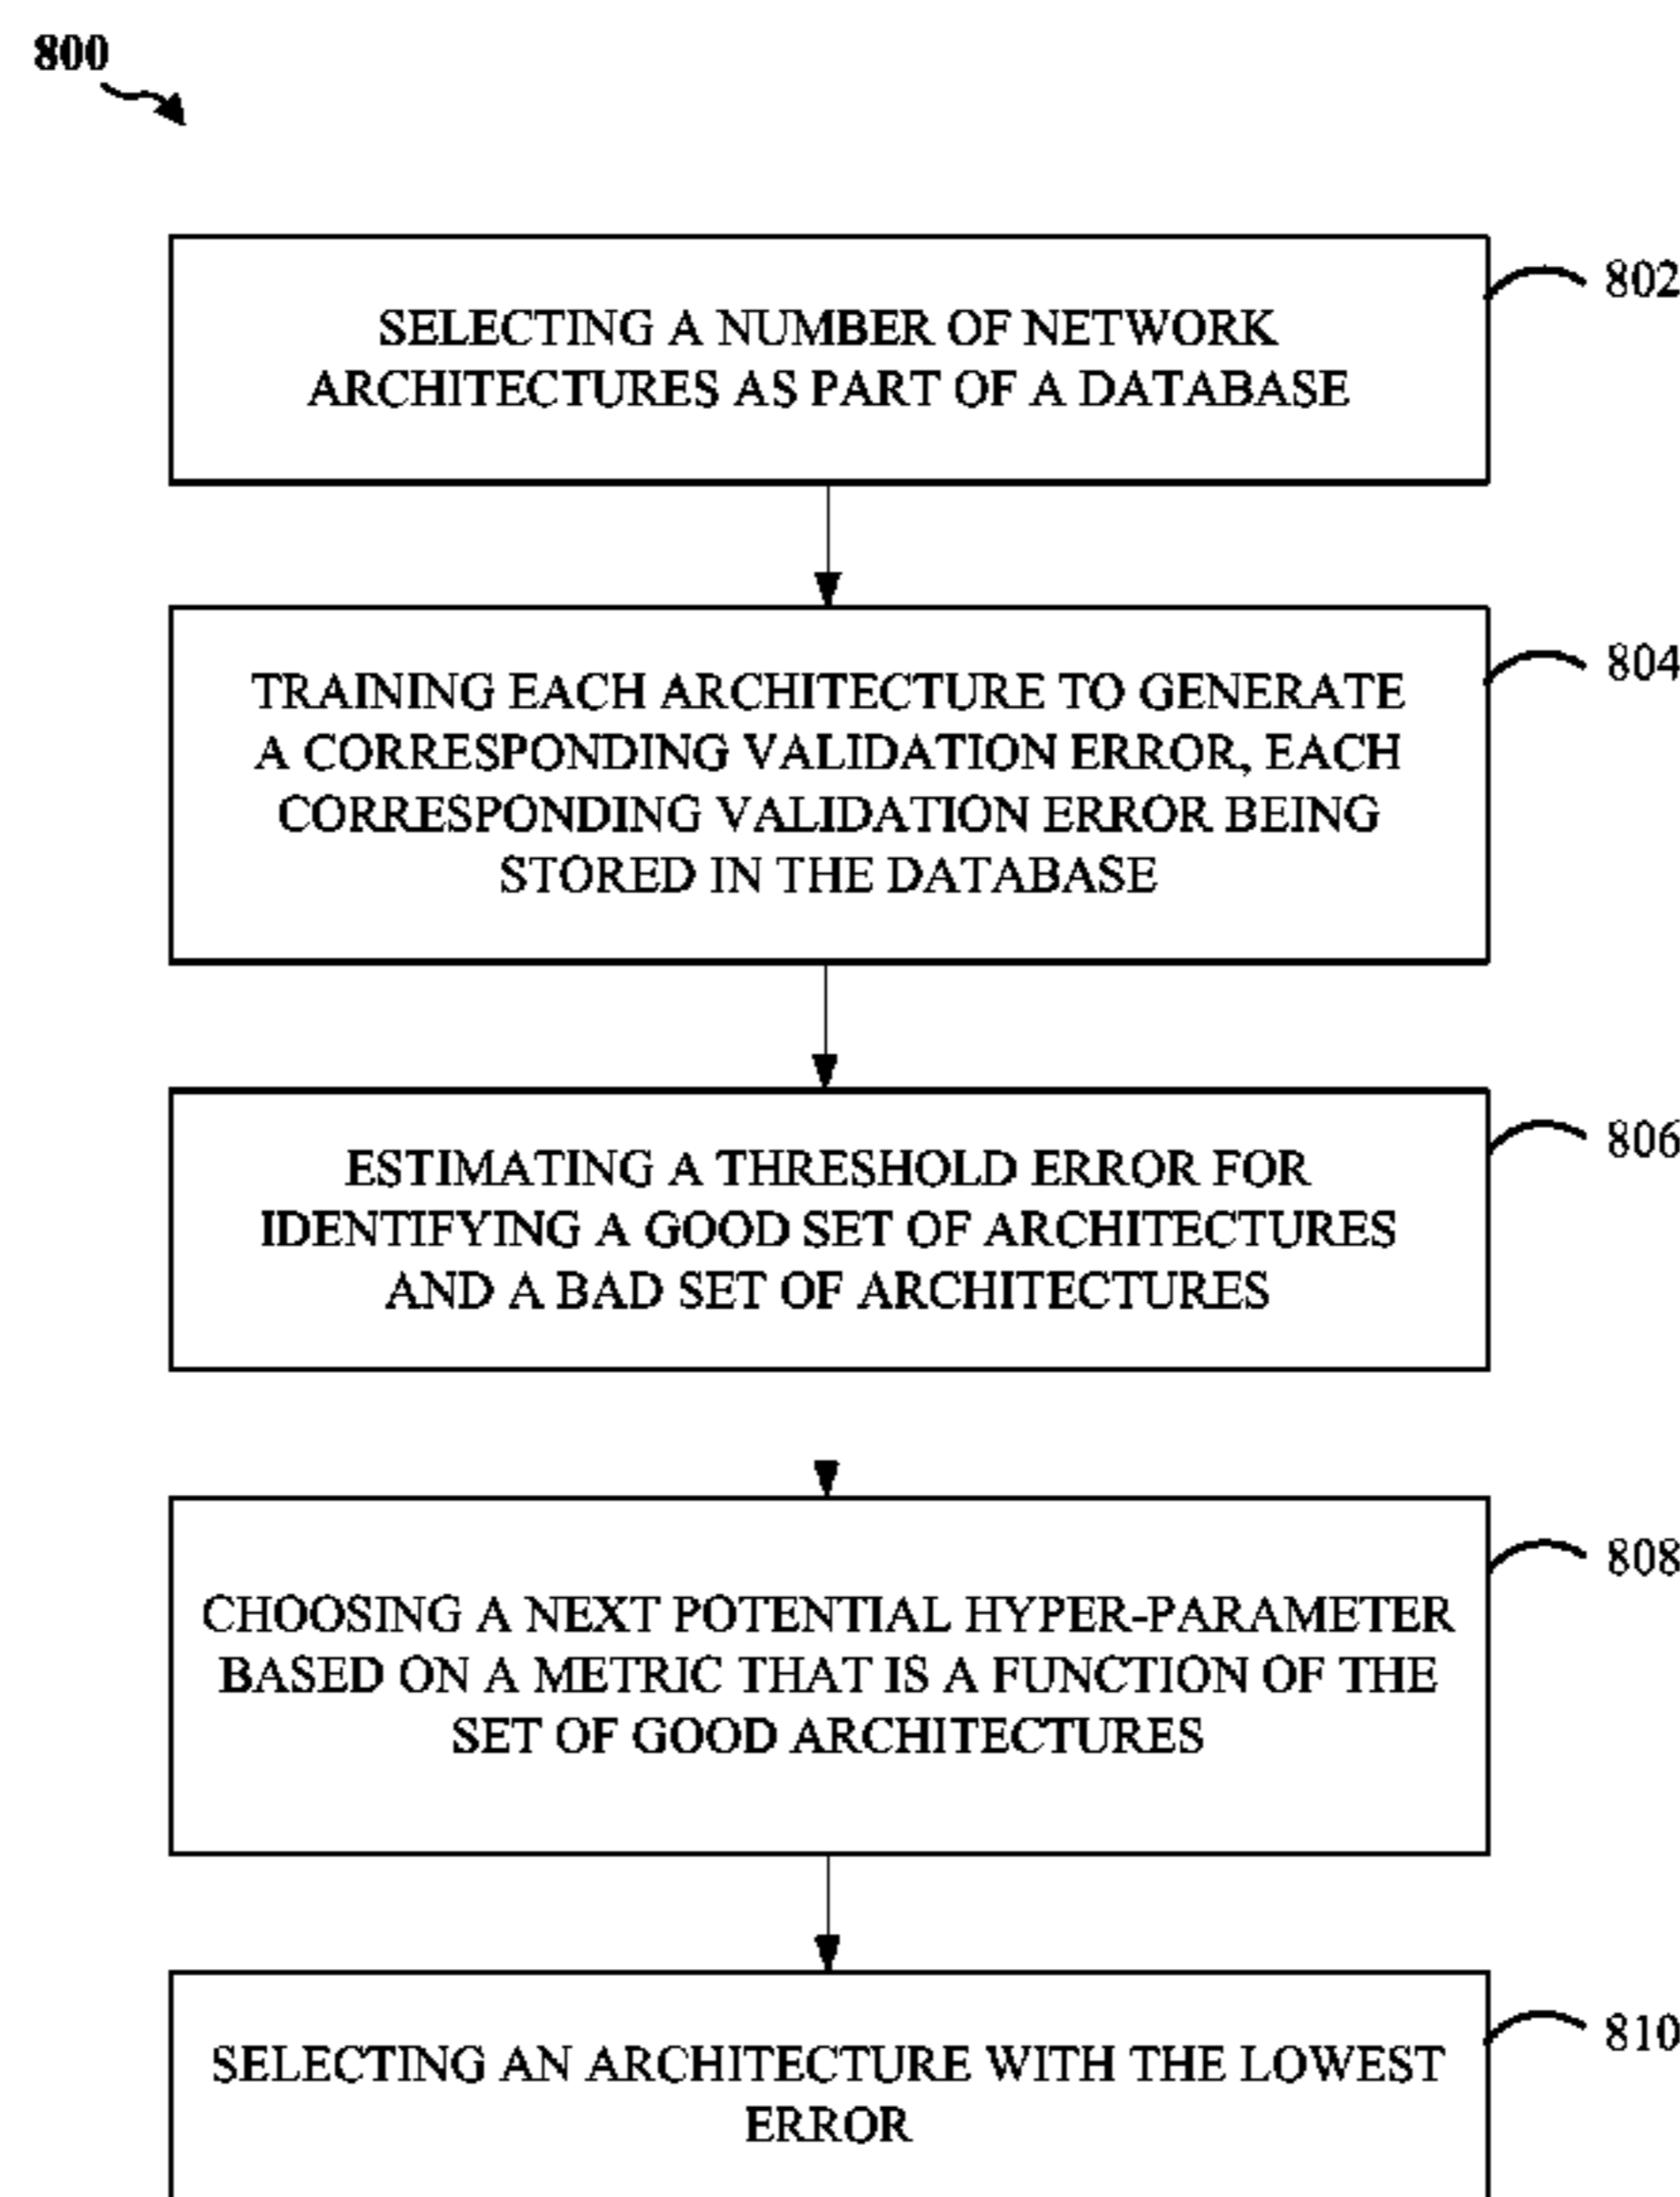 800
SELECTING A NUMBER OF NETWORK
ARCHITECTURES AS PART OF A DATABASE
802
TRAINING EACH ARCHITECTURE TO GENERATE
A CORRESPONDING VALIDATION ERROR, EACH
CORRESPONDING VALIDATION ERROR BEING
STORED IN THE DATABASE
804
ESTIMATING A THRESHOLD ERROR FOR
IDENTIFYING A GOOD SET OF ARCHITECTURES
AND A BAD SET OF ARCHITECTURES
806
CHOOSING A NEXT POTENTIAL HYPER-PARAMETER
BASED ON A METRIC THAT IS A FUNCTION OF THE
SET OF GOOD ARCHITECTURES
808
SELECTING AN ARCHITECTURE WITH THE LOWEST
ERROR
810